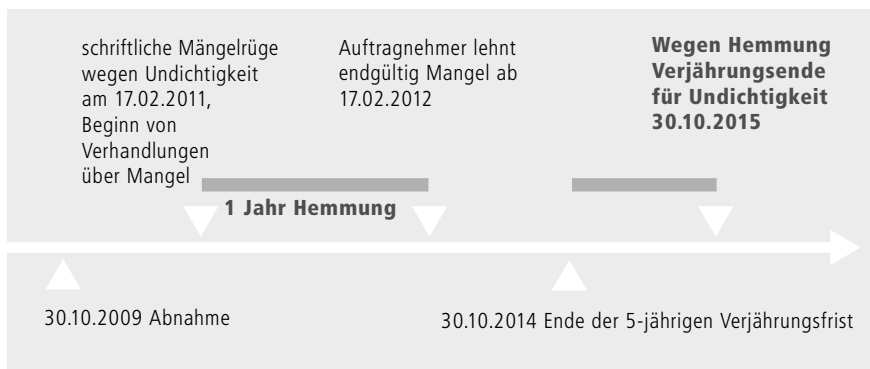 schriftliche Mängelrüge
wegen Undichtigkeit
am 17.02.2011,
Beginn von
Verhandlungen
über Mangel
Auftragnehmer lehnt
endgültig Mangel ab
17.02.2012
Wegen Hemmung
Verjährungsende
für Undichtigkeit
30.10.2015
1 Jahr Hemmung
30.10.2009 Abnahme
30.10.2014 Ende der 5-jährigen Verjährungsfrist